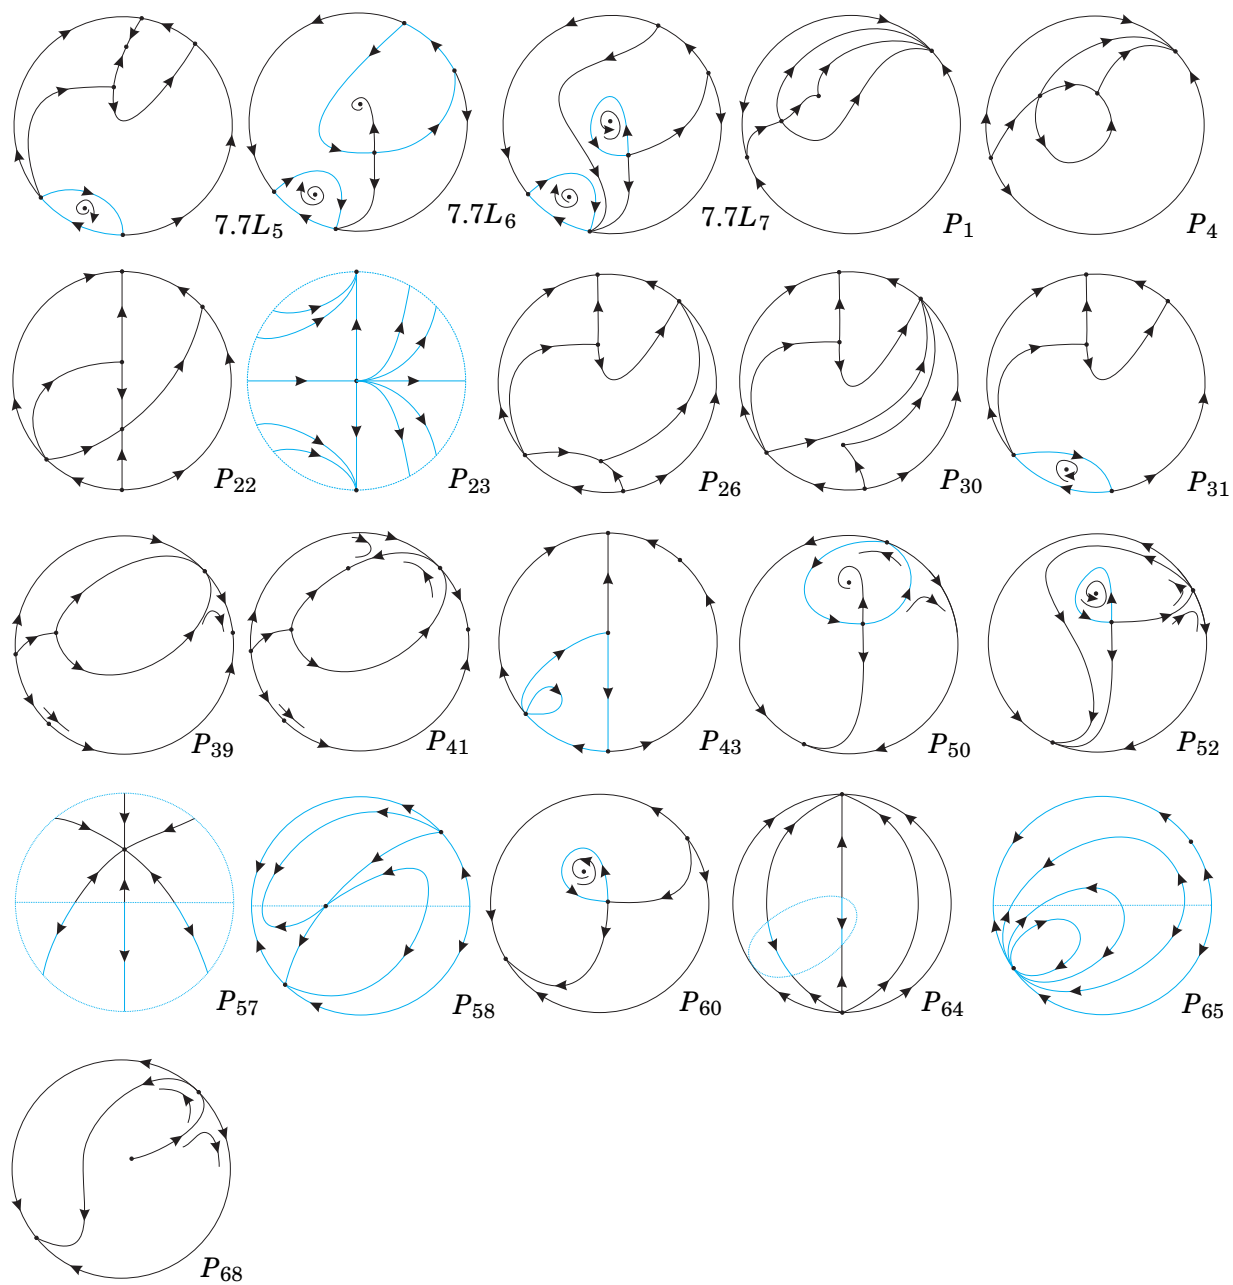 7.7L₅ 7.7L₆ 7.7L₇ P₁ P₄
P₂₂ P₂₃ P₂₆ P₃₀ P₃₁
P₃₉ P₄₁ P₄₃ P₅₀ P₅₂
P₅₇ P₅₈ P₆₀ P₆₄ P₆₅
P₆₈